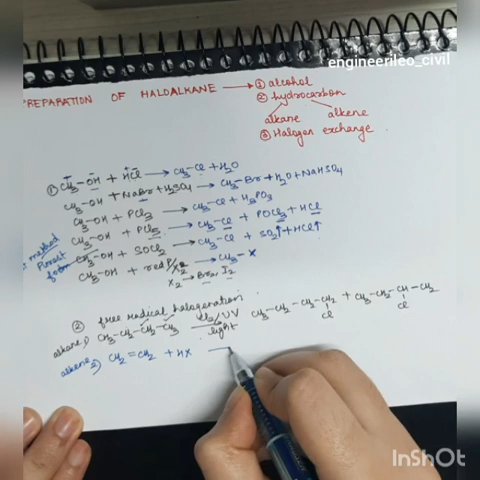 engineerileo_civil
PREPARATION OF HALOALKANE → ① alcohol
② hydrocarbon
alkane alkene
③ Halogen exchange.
① CH3-OH + HCl → CH3-Cl + H2O
CH3-OH + NaBr + H2SO4 → CH3-Br + H2O + NaHSO4
CH3-OH + PCl3 → CH3-Cl + H3PO3
CH3-OH + PCl5 → CH3-Cl + POCl3 + HCl
method
Purest
form CH3-OH + SOCl2 → CH3-Cl + SO2↑ + HCl↑
CH3-OH + red P/X2 → CH3-X
X2 → Br2, I2
② free radical halogenation.
alkane) CH3-CH2-CH2-CH3 Cl2/UV light → CH3-CH2-CH2-CH2 + CH3-CH2-CH-CH2
Cl Cl
alkene) CH2=CH2 + HX →
InShOt